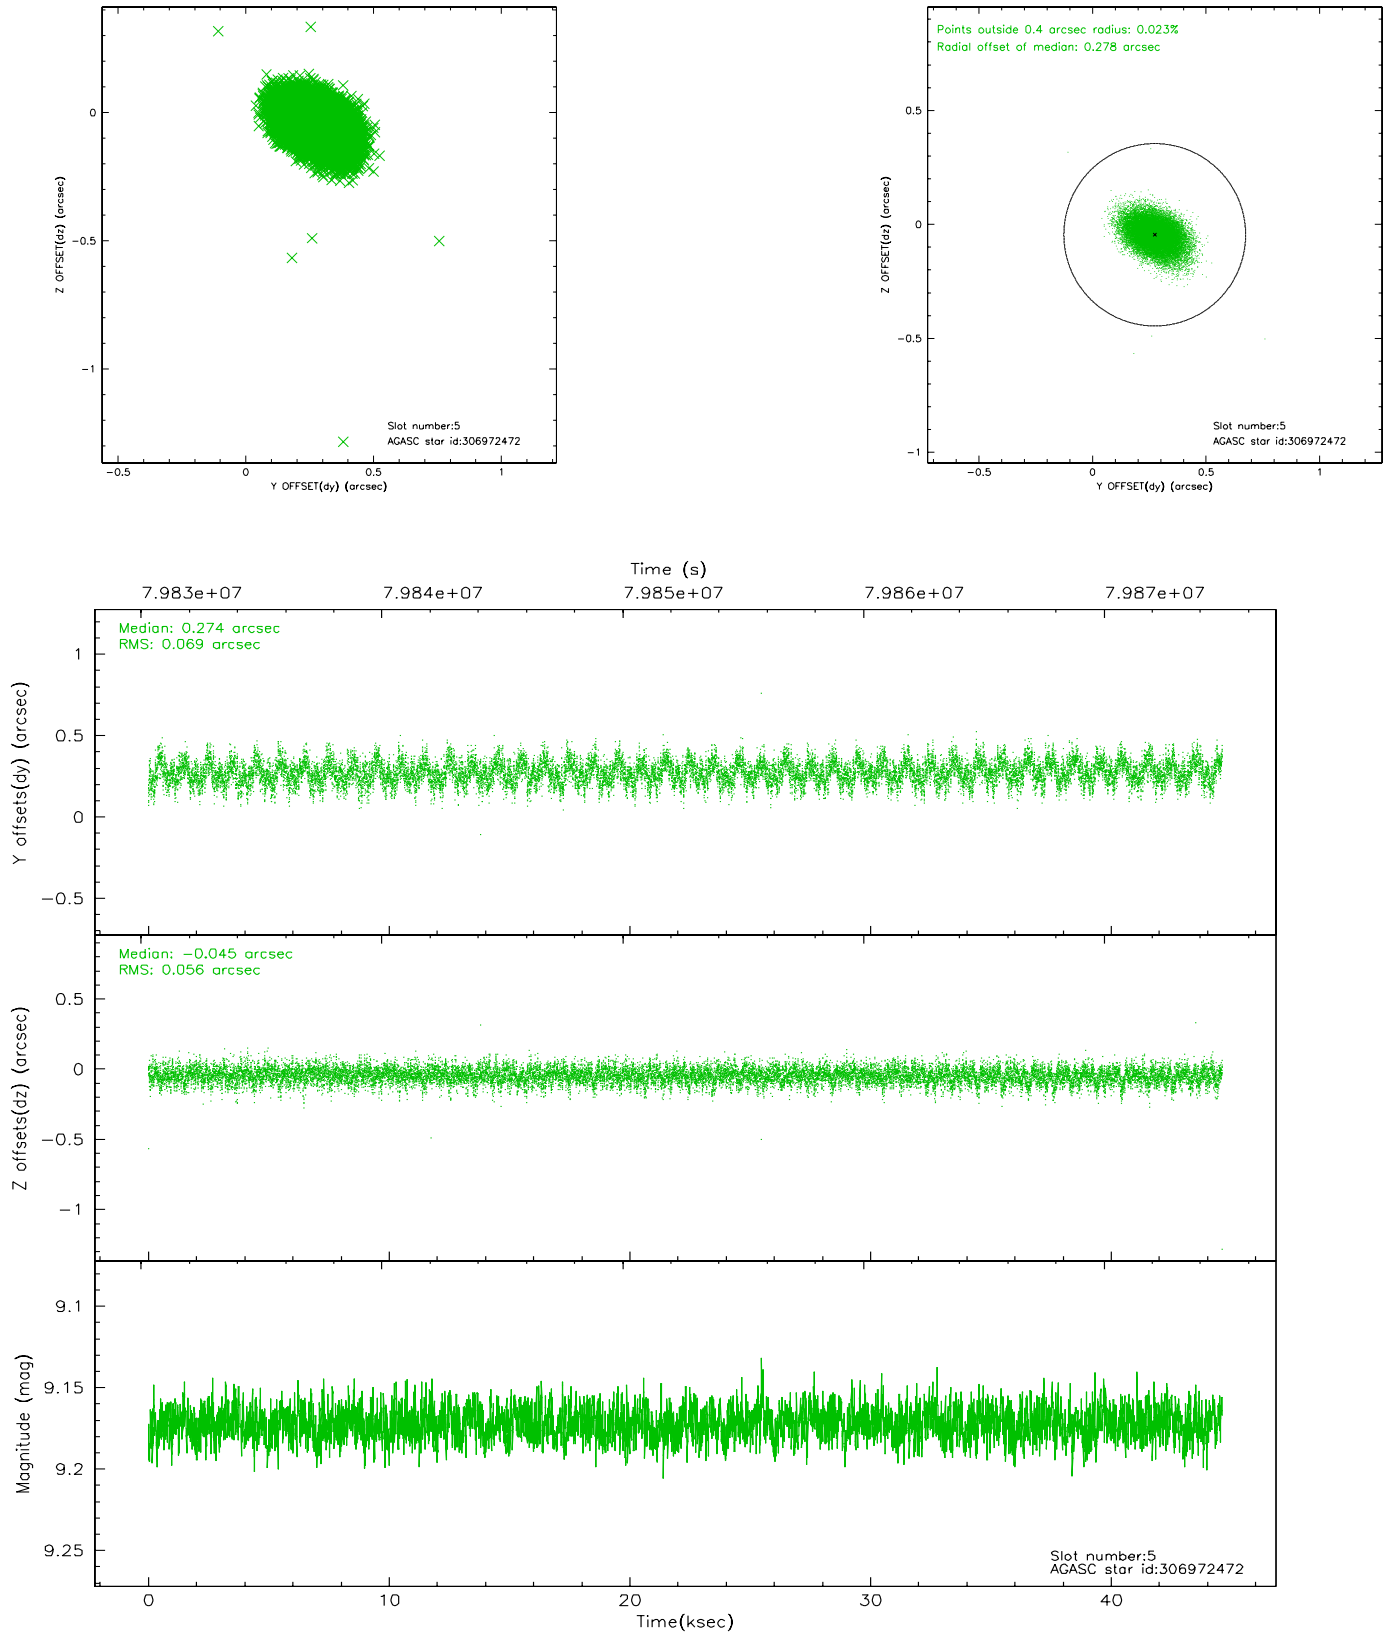 0
−0.5
−1
Z OFFSET(dz) (arcsec)
Slot number:5
AGASC star id:306972472
−0.5
0
0.5
1
Y OFFSET(dy) (arcsec)
Points outside 0.4 arcsec radius: 0.023%
Radial offset of median: 0.278 arcsec
0.5
0
−0.5
−1
Z OFFSET(dz) (arcsec)
Slot number:5
AGASC star id:306972472
−0.5
0
0.5
1
Y OFFSET(dy) (arcsec)
Time (s)
7.983e+07
7.984e+07
7.985e+07
7.986e+07
7.987e+07
Median: 0.274 arcsec
RMS: 0.069 arcsec
1
0.5
0
−0.5
Y offsets(dy) (arcsec)
Median: −0.045 arcsec
RMS: 0.056 arcsec
0.5
0
−0.5
−1
Z offsets(dz) (arcsec)
9.1
9.15
9.2
9.25
Magnitude (mag)
Slot number:5
AGASC star id:306972472
0
10
20
30
40
Time(ksec)